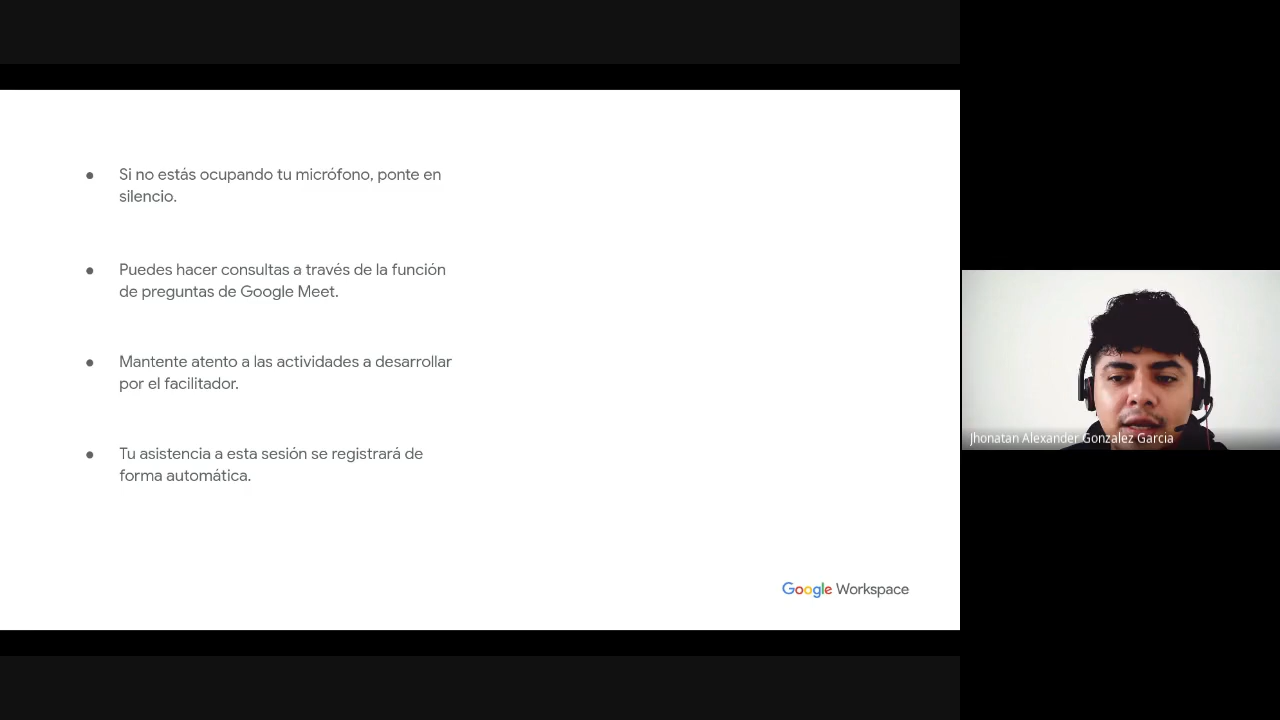 ● Si no estás ocupando tu micrófono, ponte en
silencio.
● Puedes hacer consultas a través de la función
de preguntas de Google Meet.
● Mantente atento a las actividades a desarrollar
por el facilitador.
● Tu asistencia a esta sesión se registrará de
forma automática.
Google Workspace
Jhonatan Alexander Gonzalez Garcia